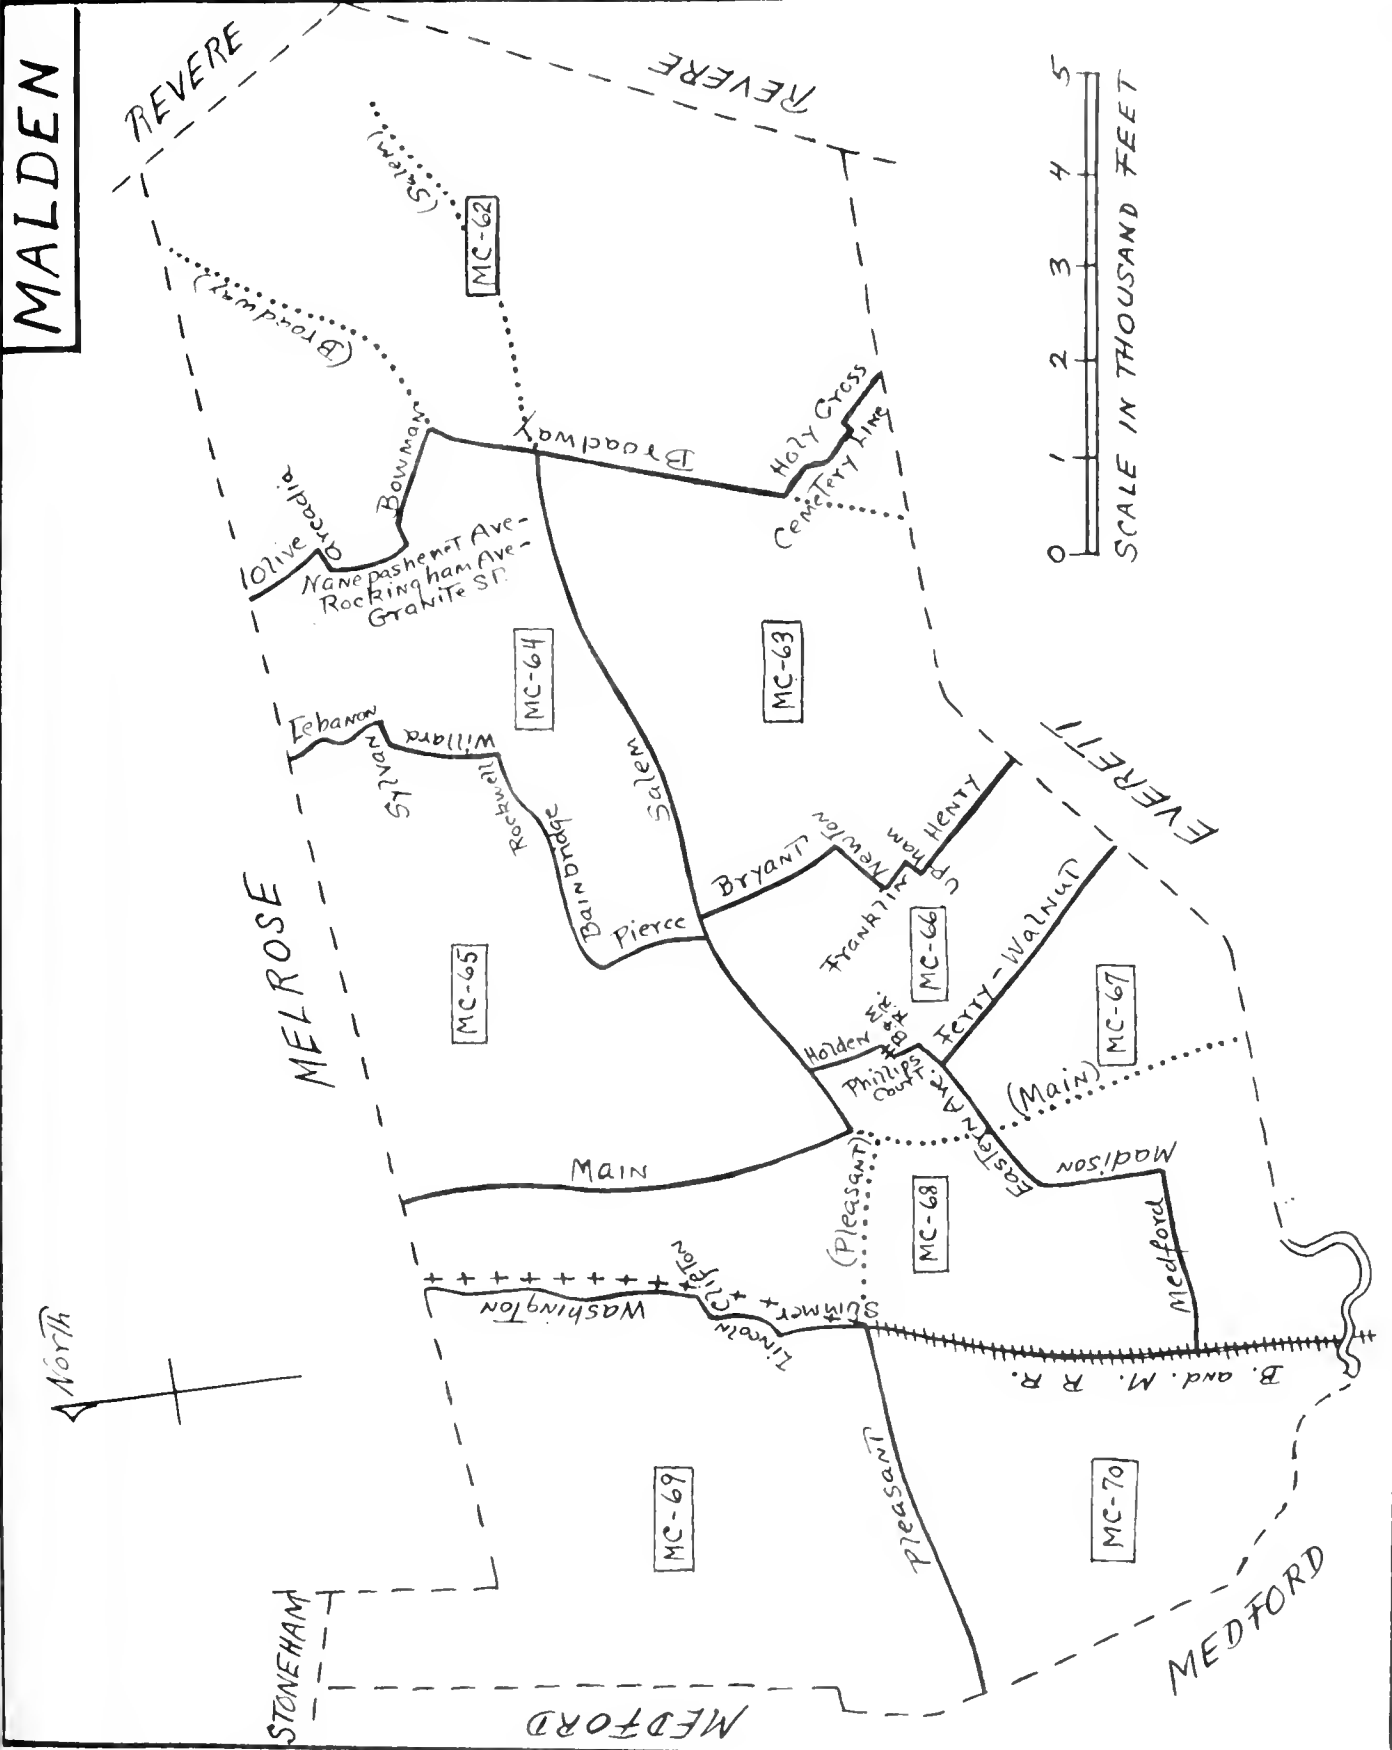 MALDEN
REVERE
REVERE
(Salem)
MC-62
(Broadway)
Bowman
Broadway
Holy Cross
Cemetery Line
Olive
Arcadia
Nanepashemet Ave-
Rockingham Ave-
Granite ST.
MC-64
MC-63
0 1 2 3 4 5
SCALE IN THOUSAND FEET
Lebanon
Sylvan
Willard
Rockwell
Bainbridge
Pierce
Salem
Bryant
Newton
Franklin
Upham
Henry
EVERETT
MELROSE
MC-65
MC-66
Ferry-Walnut
MC-67
Holden
B.&M.
R.R.
Phillips
Court
Eastern Ave.
(Main)
Main
(Pleasant)
MC-68
Madison
Medford
Washington
Clifton
Lincoln
Summer
B. and. M. R R.
North
Pleasant
MC-69
MC-70
STONEHAM
MEDFORD
MEDFORD